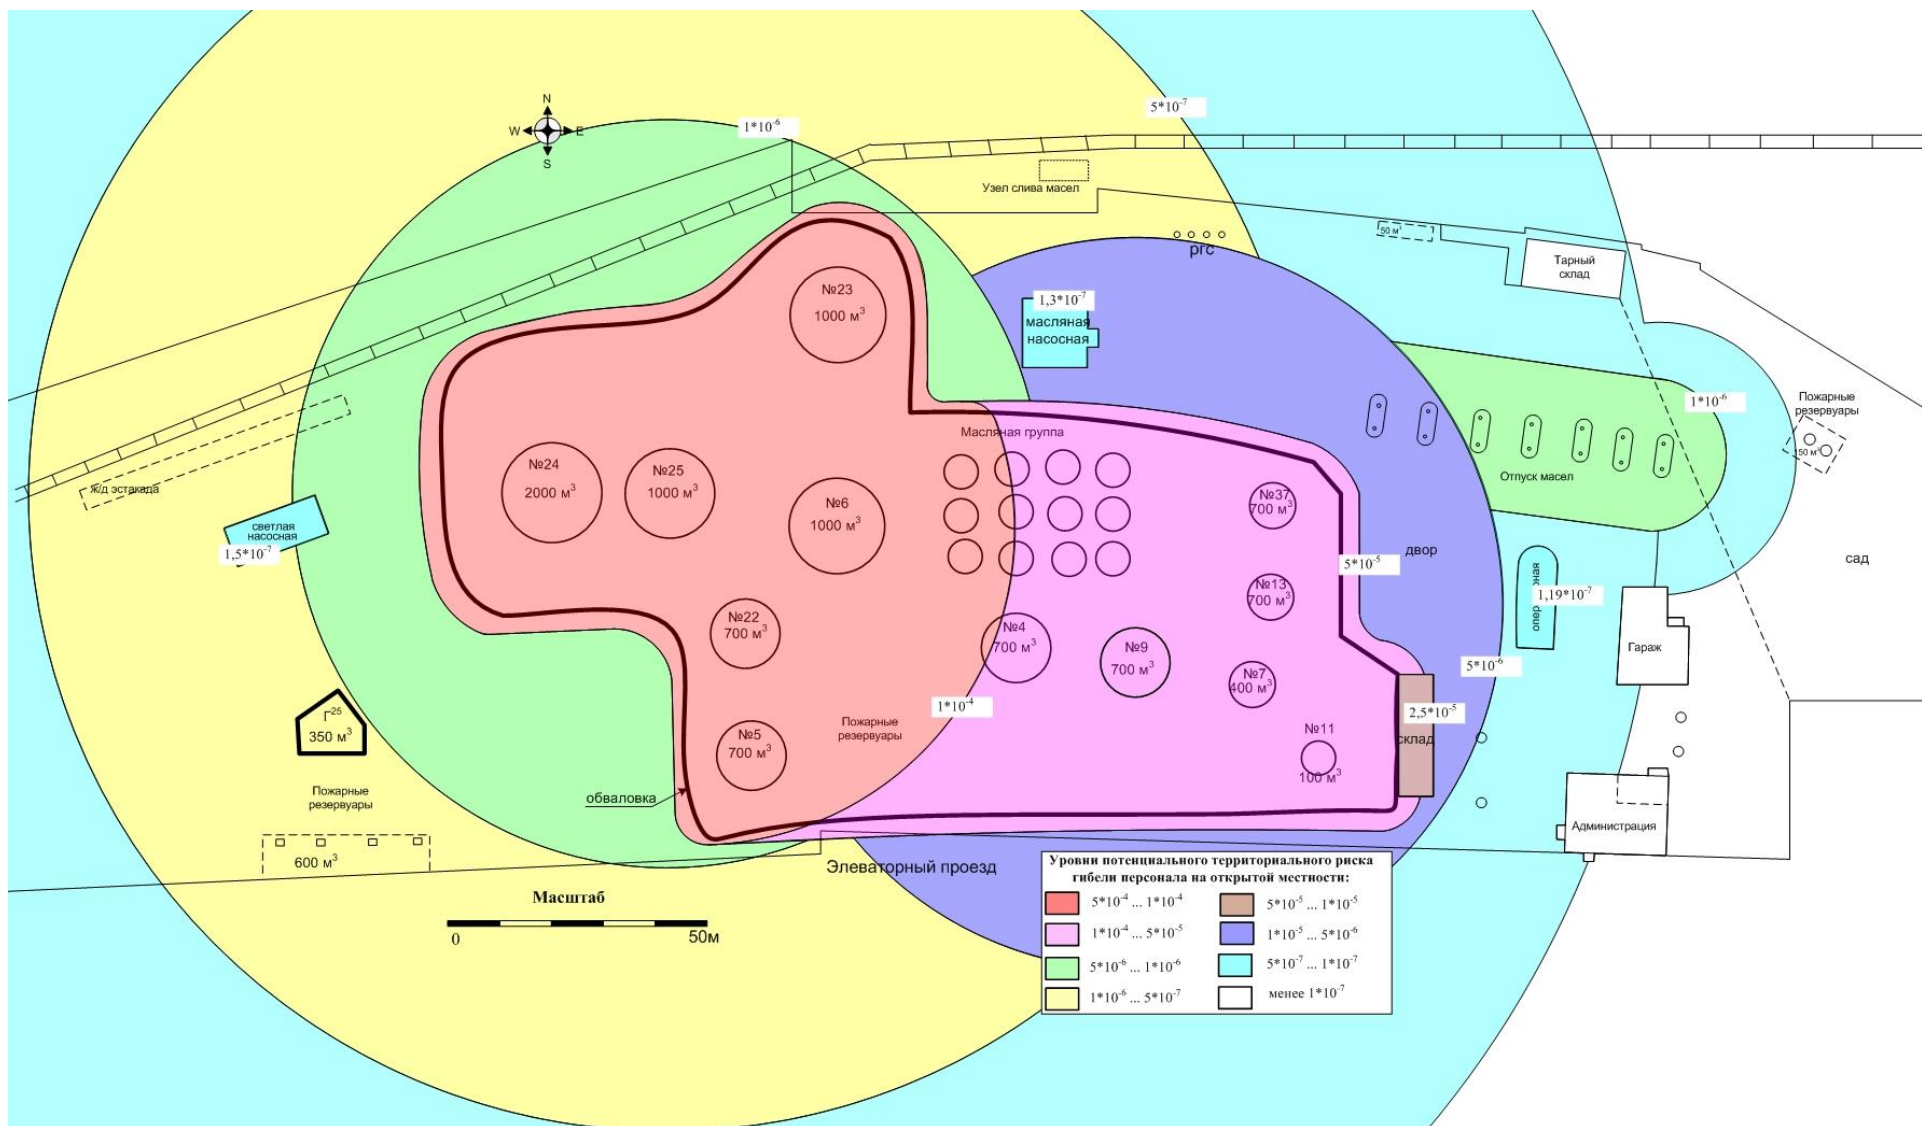 5*10⁻⁷
N
1*10⁻⁶
W
E
S
Узел слива масел
50 м³
ргс
Тарный
склад
№23
1000 м³
1,3*10⁻⁷
масляная
насосная
1*10⁻⁶
Пожарные
резервуары
50 м³
Масляная группа
№24
2000 м³
№25
1000 м³
№6
1000 м³
№37
700 м³
Отпуск масел
ж/д эстакада
светлая
насосная
1,5*10⁻⁷
5*10⁻⁵
двор
сад
№13
700 м³
1,19*10⁻⁷
№22
700 м³
№4
700 м³
№9
700 м³
Гараж
5*10⁻⁶
№7
400 м³
1*10⁻⁴
2,5*10⁻⁵
склад
Г⁻²⁵
350 м³
Пожарные
резервуары
№5
700 м³
№11
100 м³
Пожарные
резервуары
обваловка
Администрация
600 м³
Элеваторный проезд
Масштаб
0
50м
Уровни потенциального территориального риска
гибели персонала на открытой местности:
5*10⁻⁴ ... 1*10⁻⁴
5*10⁻⁵ ... 1*10⁻⁵
1*10⁻⁴ ... 5*10⁻⁵
1*10⁻⁵ ... 5*10⁻⁶
5*10⁻⁶ ... 1*10⁻⁶
5*10⁻⁷ ... 1*10⁻⁷
1*10⁻⁶ ... 5*10⁻⁷
менее 1*10⁻⁷